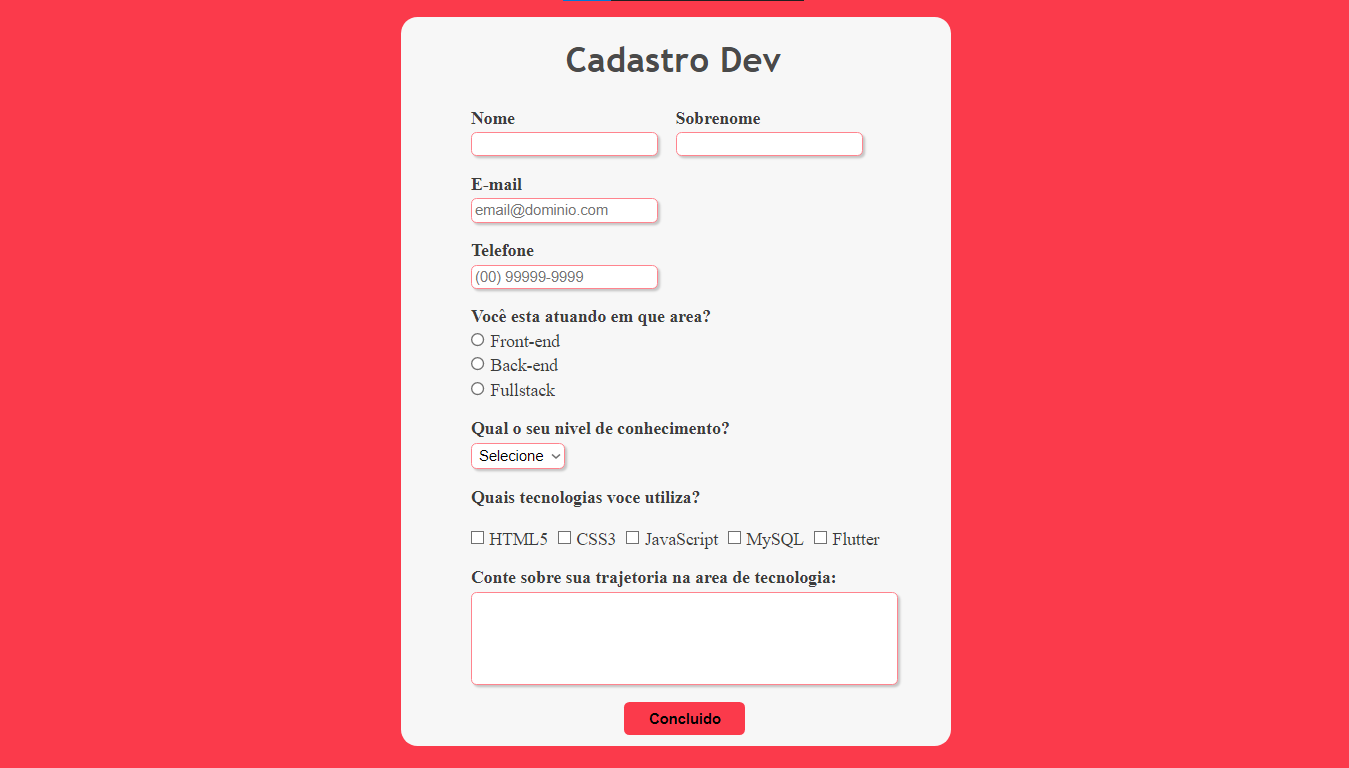 Cadastro Dev
Nome Sobrenome
E-mail
email@dominio.com
Telefone
(00) 99999-9999
Você esta atuando em que area?
Front-end
Back-end
Fullstack
Qual o seu nivel de conhecimento?
Selecione
Quais tecnologias voce utiliza?
HTML5 CSS3 JavaScript MySQL Flutter
Conte sobre sua trajetoria na area de tecnologia:
Concluido